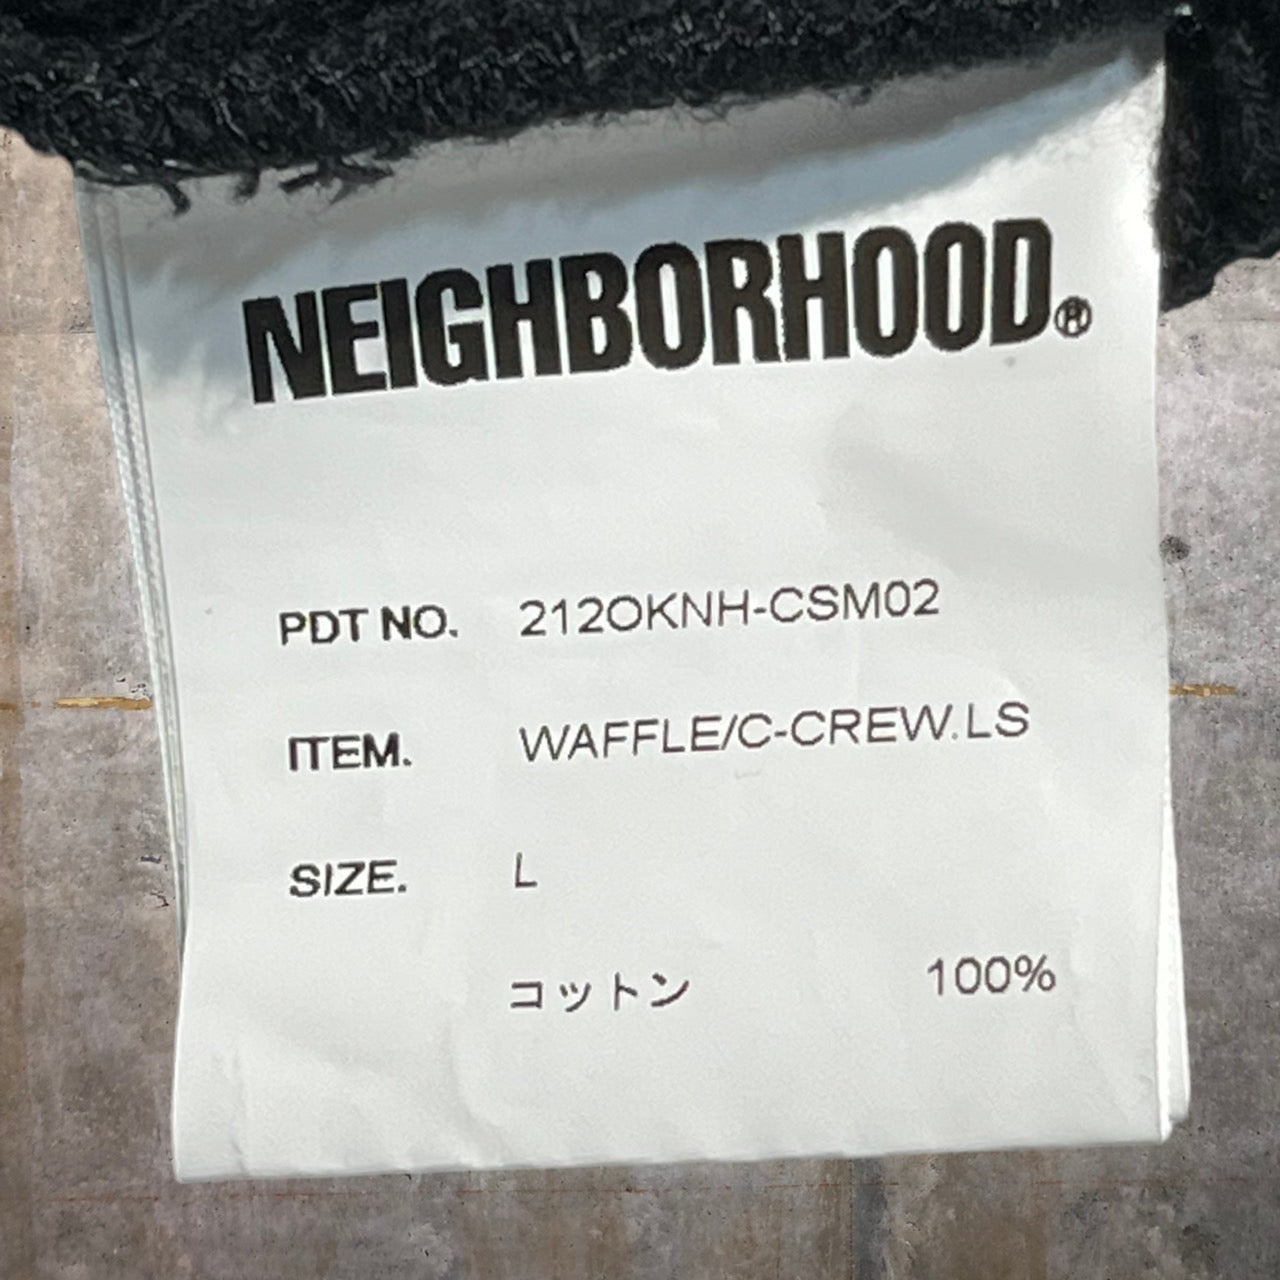 NEIGHBORHOOD®
PDT NO. 212OKNH-CSM02
ITEM. WAFFLE/C-CREW.LS
SIZE. L
コットン 100%